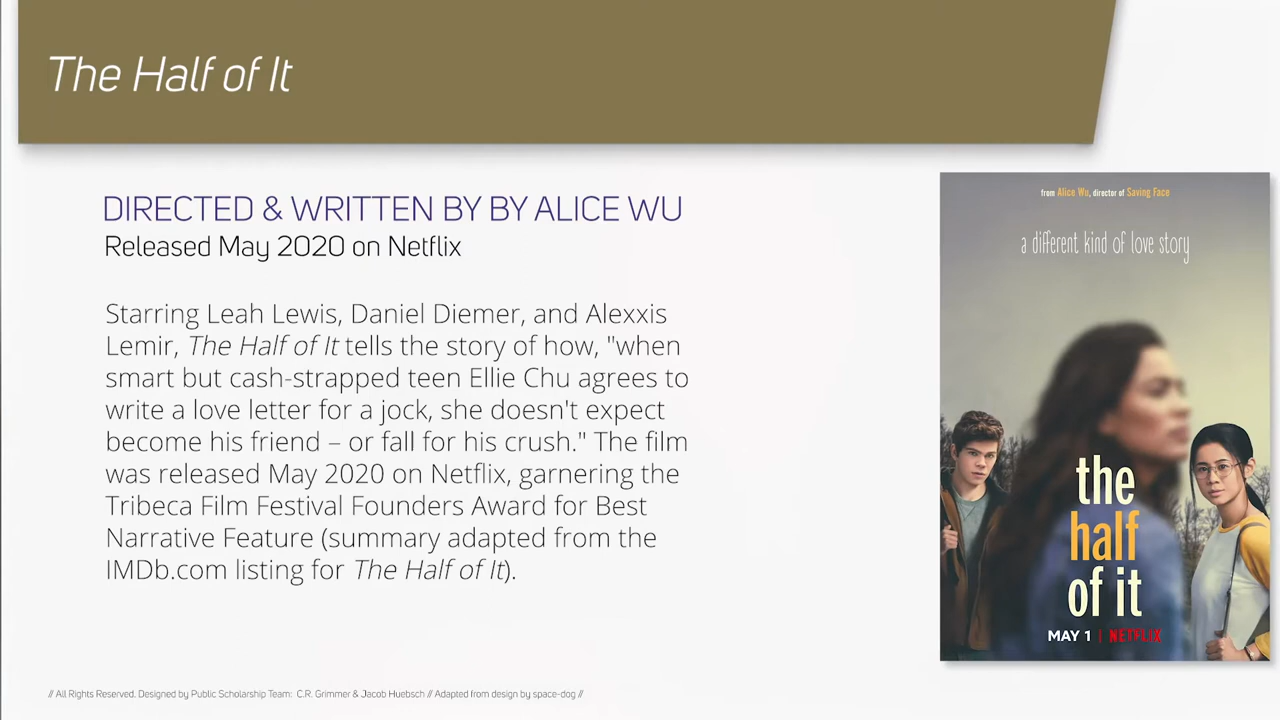 The Half of It
DIRECTED & WRITTEN BY BY ALICE WU
Released May 2020 on Netflix
Starring Leah Lewis, Daniel Diemer, and Alexxis
Lemir, The Half of It tells the story of how, "when
smart but cash-strapped teen Ellie Chu agrees to
write a love letter for a jock, she doesn't expect
become his friend – or fall for his crush." The film
was released May 2020 on Netflix, garnering the
Tribeca Film Festival Founders Award for Best
Narrative Feature (summary adapted from the
IMDb.com listing for The Half of It).
from Alice Wu, director of Saving Face
a different kind of love story
the
half
of it
MAY 1 | NETFLIX
// All Rights Reserved. Designed by Public Scholarship Team: C.R. Grimmer & Jacob Huebsch // Adapted from design by space-dog //